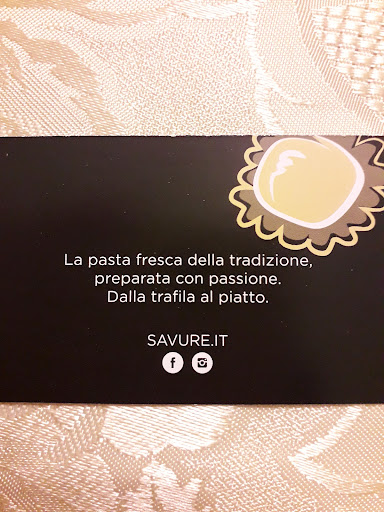 La pasta fresca della tradizione,
preparata con passione.
Dalla trafila al piatto.
SAVURE.IT